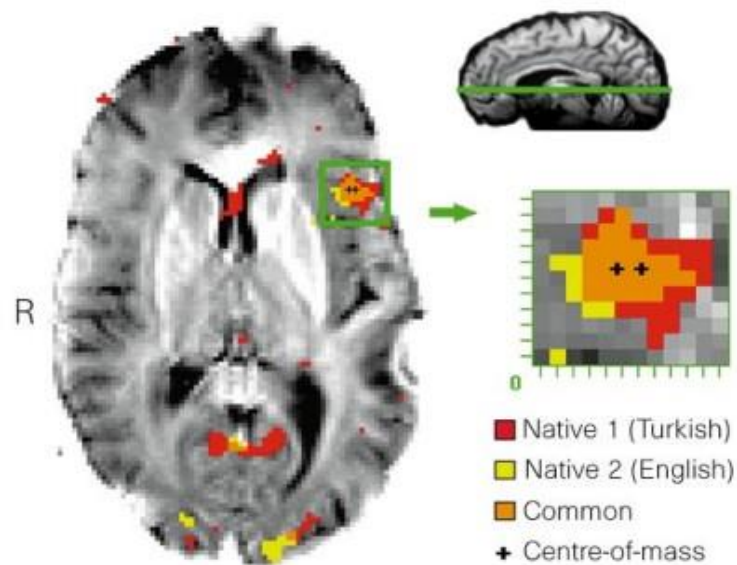 R
0
Native 1 (Turkish)
Native 2 (English)
Common
Centre-of-mass